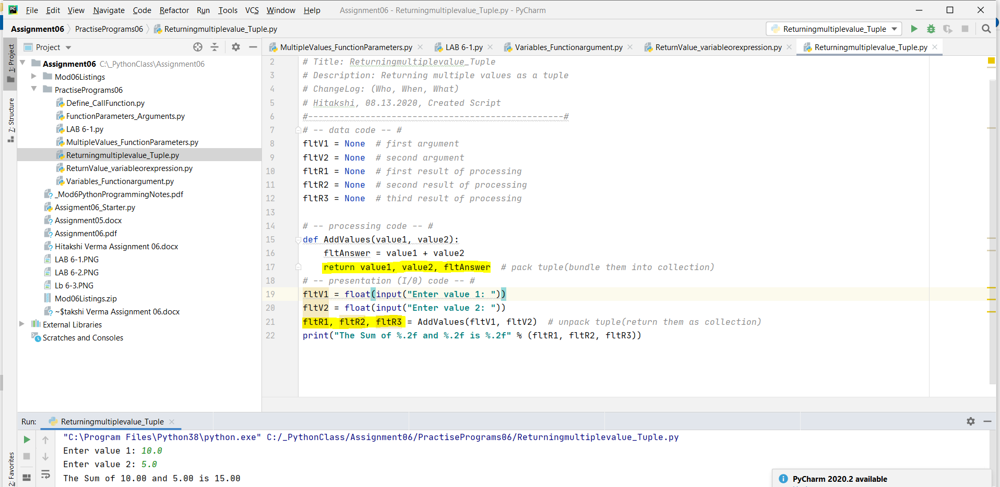 File Edit View Navigate Code Refactor Run Tools VCS Window Help Assignment06 - Returningmultiplevalue_Tuple.py - PyCharm
Assignment06 PractisePrograms06 Returningmultiplevalue_Tuple.py Returningmultiplevalue_Tuple
Project
MultipleValues_FunctionParameters.py LAB 6-1.py Variables_Functionargument.py ReturnValue_variableorexpression.py Returningmultiplevalue_Tuple.py
1: Project
7: Structure
2: Favorites
Assignment06 C:\_PythonClass\Assignment06
Mod06Listings
PractisePrograms06
Define_CallFunction.py
FunctionParameters_Arguments.py
LAB 6-1.py
MultipleValues_FunctionParameters.py
Returningmultiplevalue_Tuple.py
ReturnValue_variableorexpression.py
Variables_Functionargument.py
_Mod6PythonProgrammingNotes.pdf
Assigment06_Starter.py
Assignment05.docx
Assignment06.pdf
Hitakshi Verma Assignment 06.docx
LAB 6-1.PNG
LAB 6-2.PNG
Lb 6-3.PNG
Mod06Listings.zip
~$takshi Verma Assignment 06.docx
External Libraries
Scratches and Consoles
2 # Title: Returningmultiplevalue_Tuple
3 # Description: Returning multiple values as a tuple
4 # ChangeLog: (Who, When, What)
5 # Hitakshi, 08.13.2020, Created Script
6 #-------------------------------------------------#
7 # -- data code -- #
8 fltV1 = None # first argument
9 fltV2 = None # second argument
10 fltR1 = None # first result of processing
11 fltR2 = None # second result of processing
12 fltR3 = None # third result of processing
13
14 # -- processing code -- #
15 def AddValues(value1, value2):
16 fltAnswer = value1 + value2
17 return value1, value2, fltAnswer # pack tuple(bundle them into collection)
18 # -- presentation (I/0) code -- #
19 fltV1 = float(input("Enter value 1: "))
20 fltV2 = float(input("Enter value 2: "))
21 fltR1, fltR2, fltR3 = AddValues(fltV1, fltV2) # unpack tuple(return them as collection)
22 print("The Sum of %.2f and %.2f is %.2f" % (fltR1, fltR2, fltR3))
Run: Returningmultiplevalue_Tuple
"C:\Program Files\Python38\python.exe" C:/_PythonClass/Assignment06/PractisePrograms06/Returningmultiplevalue_Tuple.py
Enter value 1: 10.0
Enter value 2: 5.0
The Sum of 10.00 and 5.00 is 15.00
PyCharm 2020.2 available